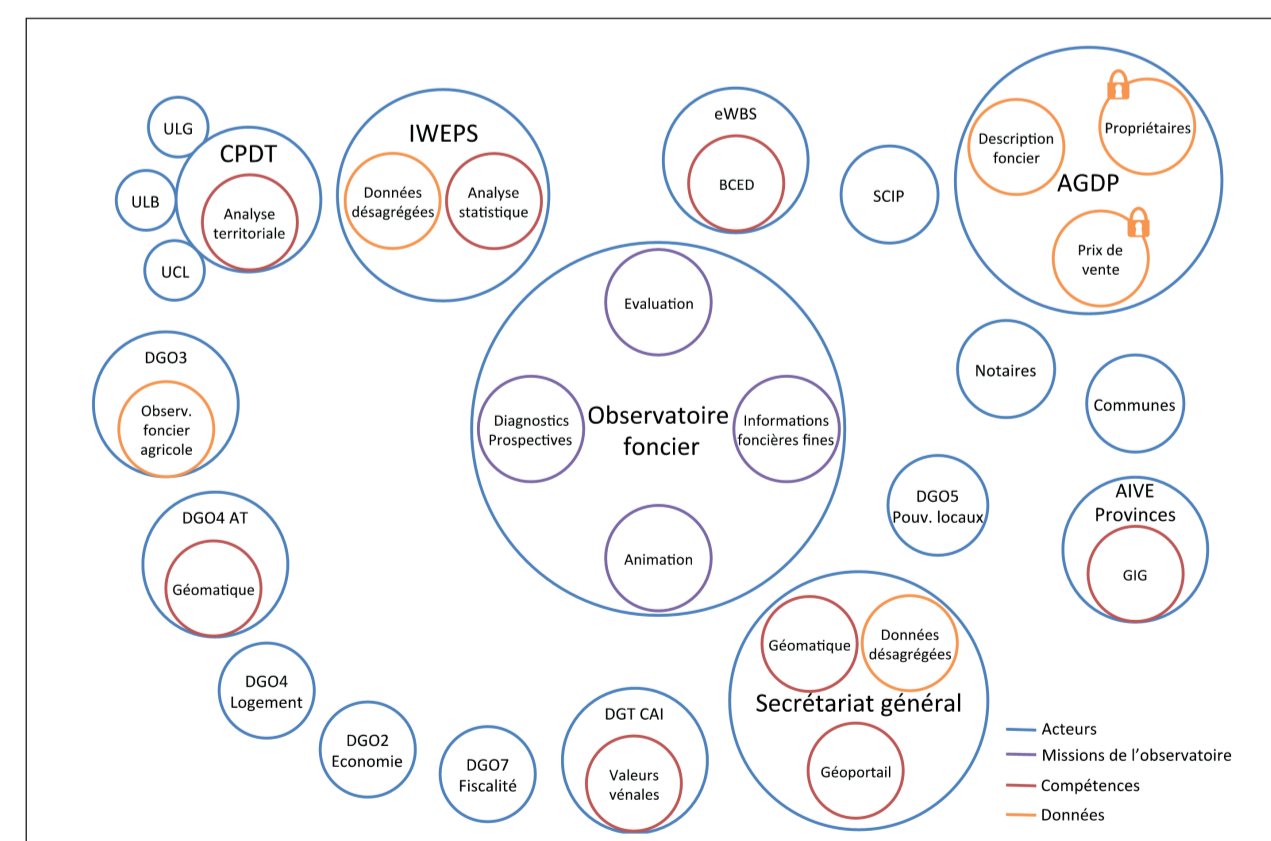 ULG
CPDT
ULB
Analyse
territoriale
UCL
IWEPS
Données
désagrégées
Analyse
statistique
eWBS
BCED
SCIP
Description
foncier
Propriétaires
AGDP
Prix de
vente
Evaluation
Diagnostics
Prospectives
Observatoire
foncier
Informations
foncières fines
Animation
Notaires
Communes
DGO3
Observ.
foncier
agricole
DGO4 AT
Géomatique
DGO4
Logement
DGO2
Economie
DGO7
Fiscalité
DGT CAI
Valeurs
vénales
DGO5
Pouv. locaux
AIVE
Provinces
GIG
Géomatique
Données
désagrégées
Secrétariat général
Géoportail
Acteurs
Missions de l'observatoire
Compétences
Données